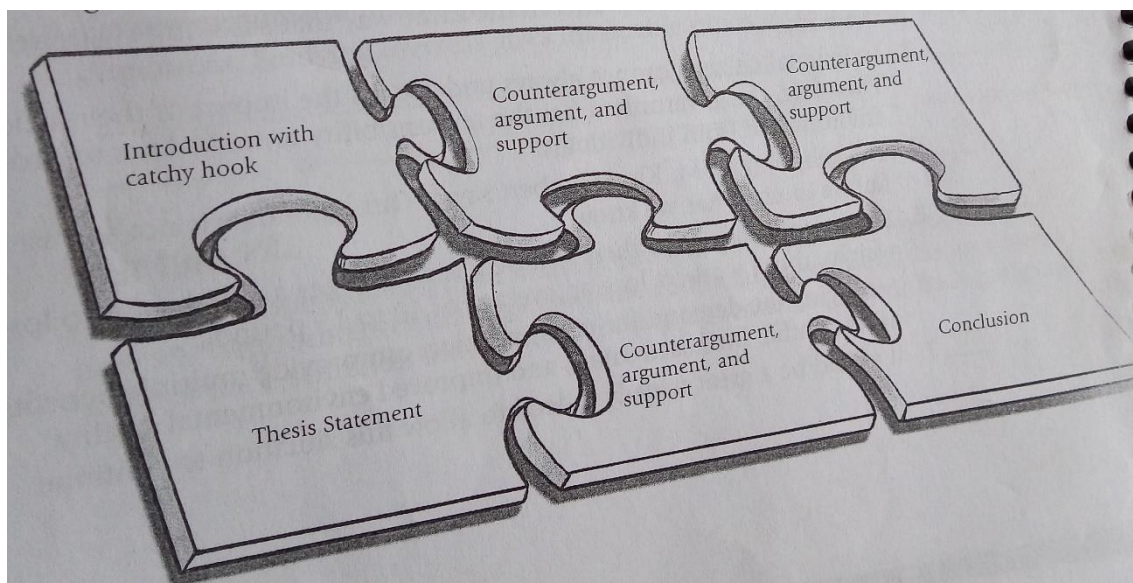 Introduction with
catchy hook
Counterargument,
argument, and
support
Counterargument,
argument, and
support
Thesis Statement
Counterargument,
argument, and
support
Conclusion